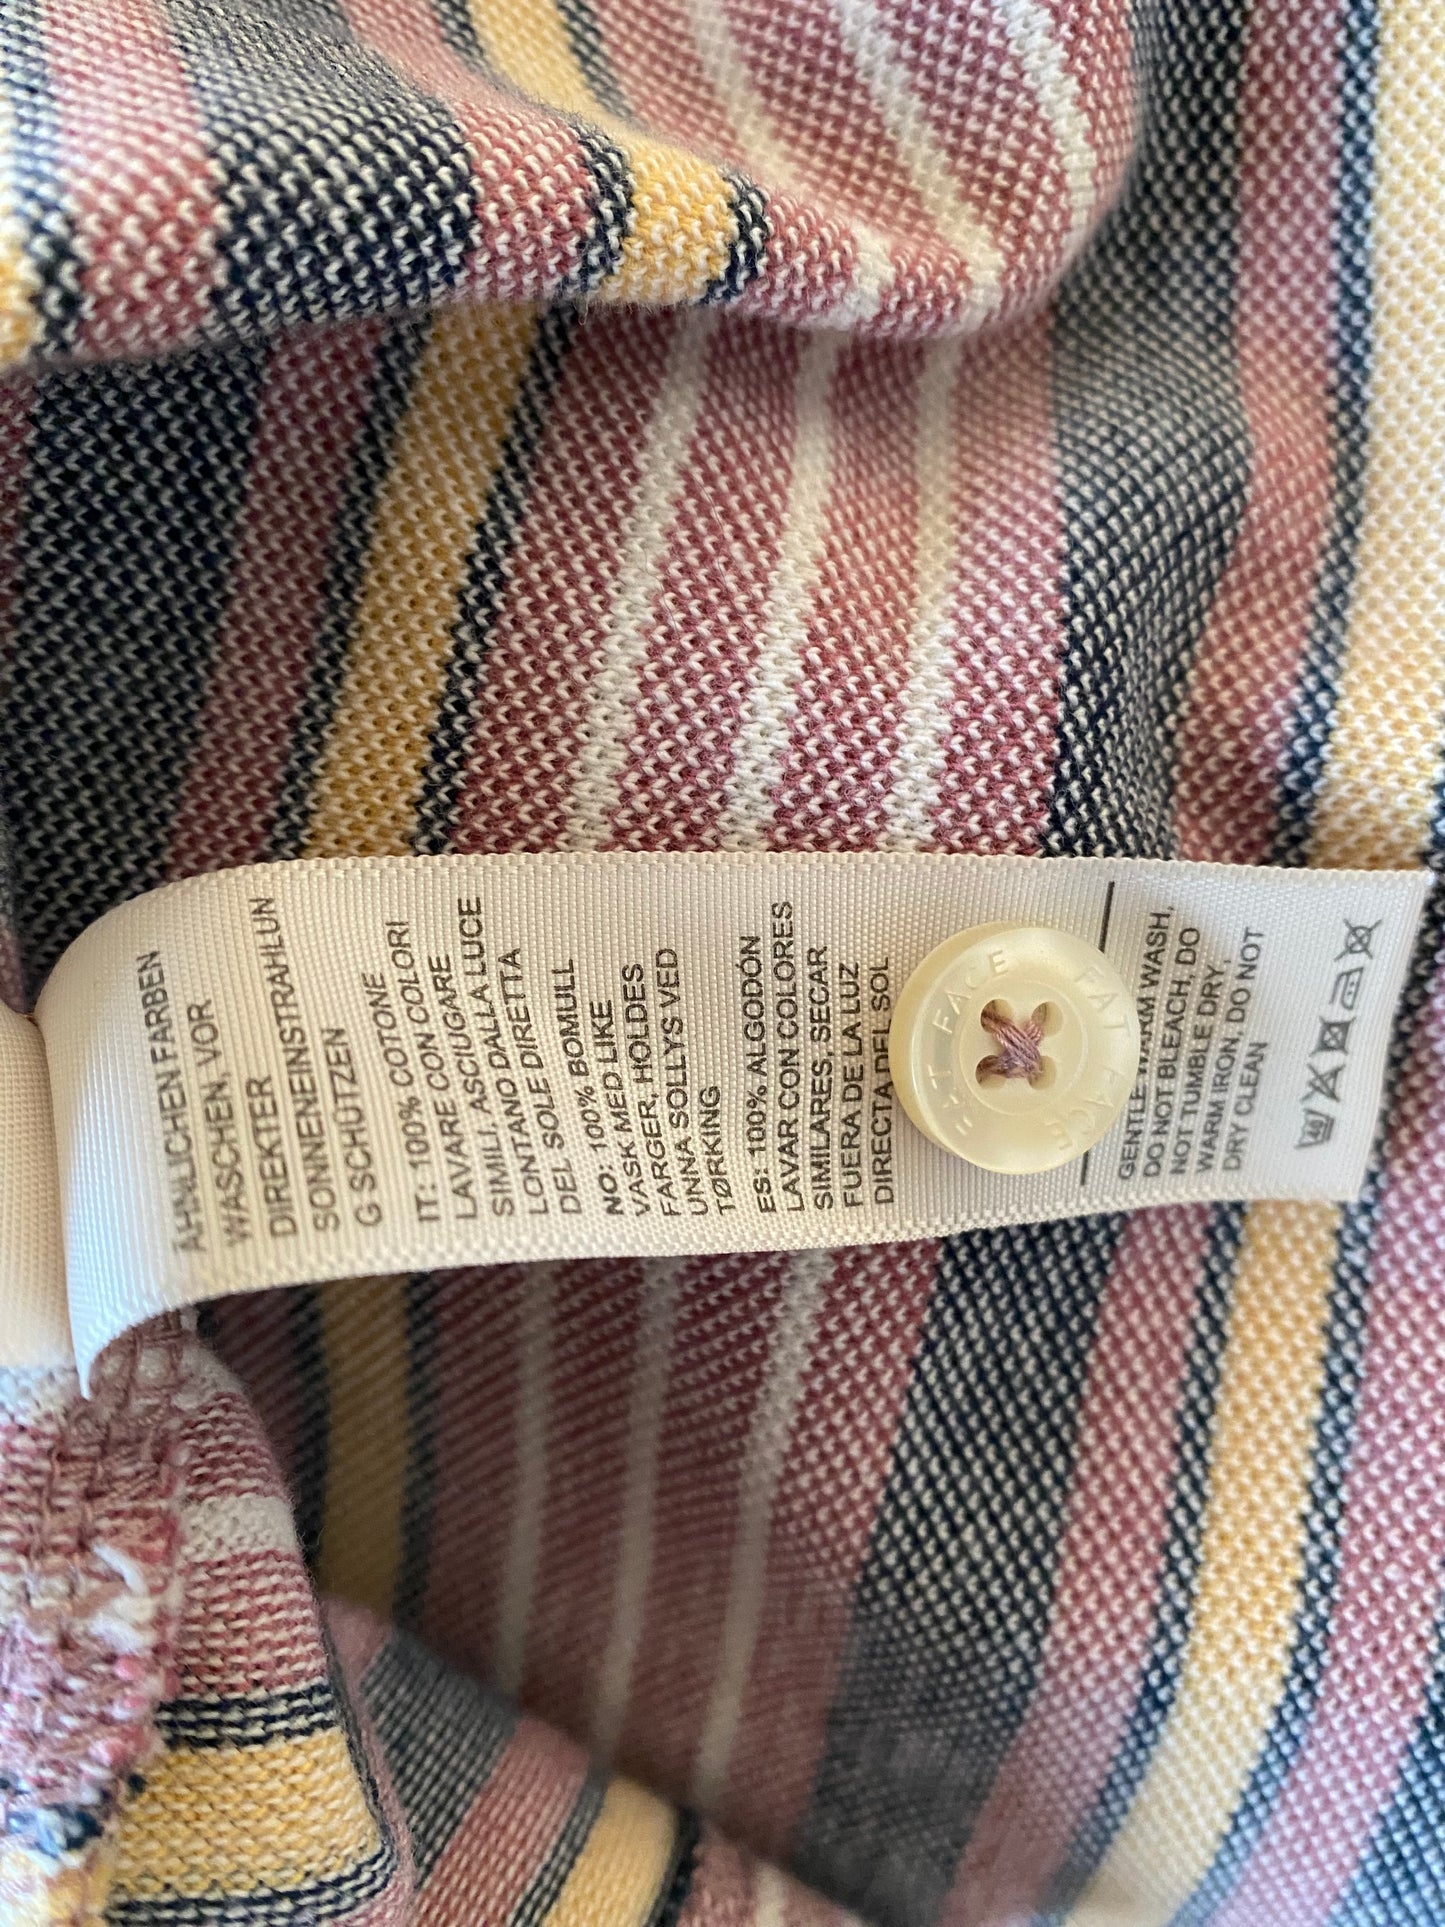 ÄHNLICHEN FARBEN
WASCHEN, VOR
DIREKTER
SONNENEINSTRAHLUN
G SCHÜTZEN
IT: 100% COTONE
LAVARE CON COLORI
SIMILI, ASCIUGARE
LONTANO DALLA LUCE
DEL SOLE DIRETTA
NO: 100% BOMULL
VASK MED LIKE
FARGER, HOLDES
UNNA SOLLYS VED
TØRKING
ES: 100% ALGODÓN
LAVAR CON COLORES
SIMILARES, SECAR
FUERA DE LA LUZ
DIRECTA DEL SOL
FAT FACE FAT FACE
GENTLE WARM WASH,
DO NOT BLEACH, DO
NOT TUMBLE DRY,
WARM IRON, DO NOT
DRY CLEAN
40